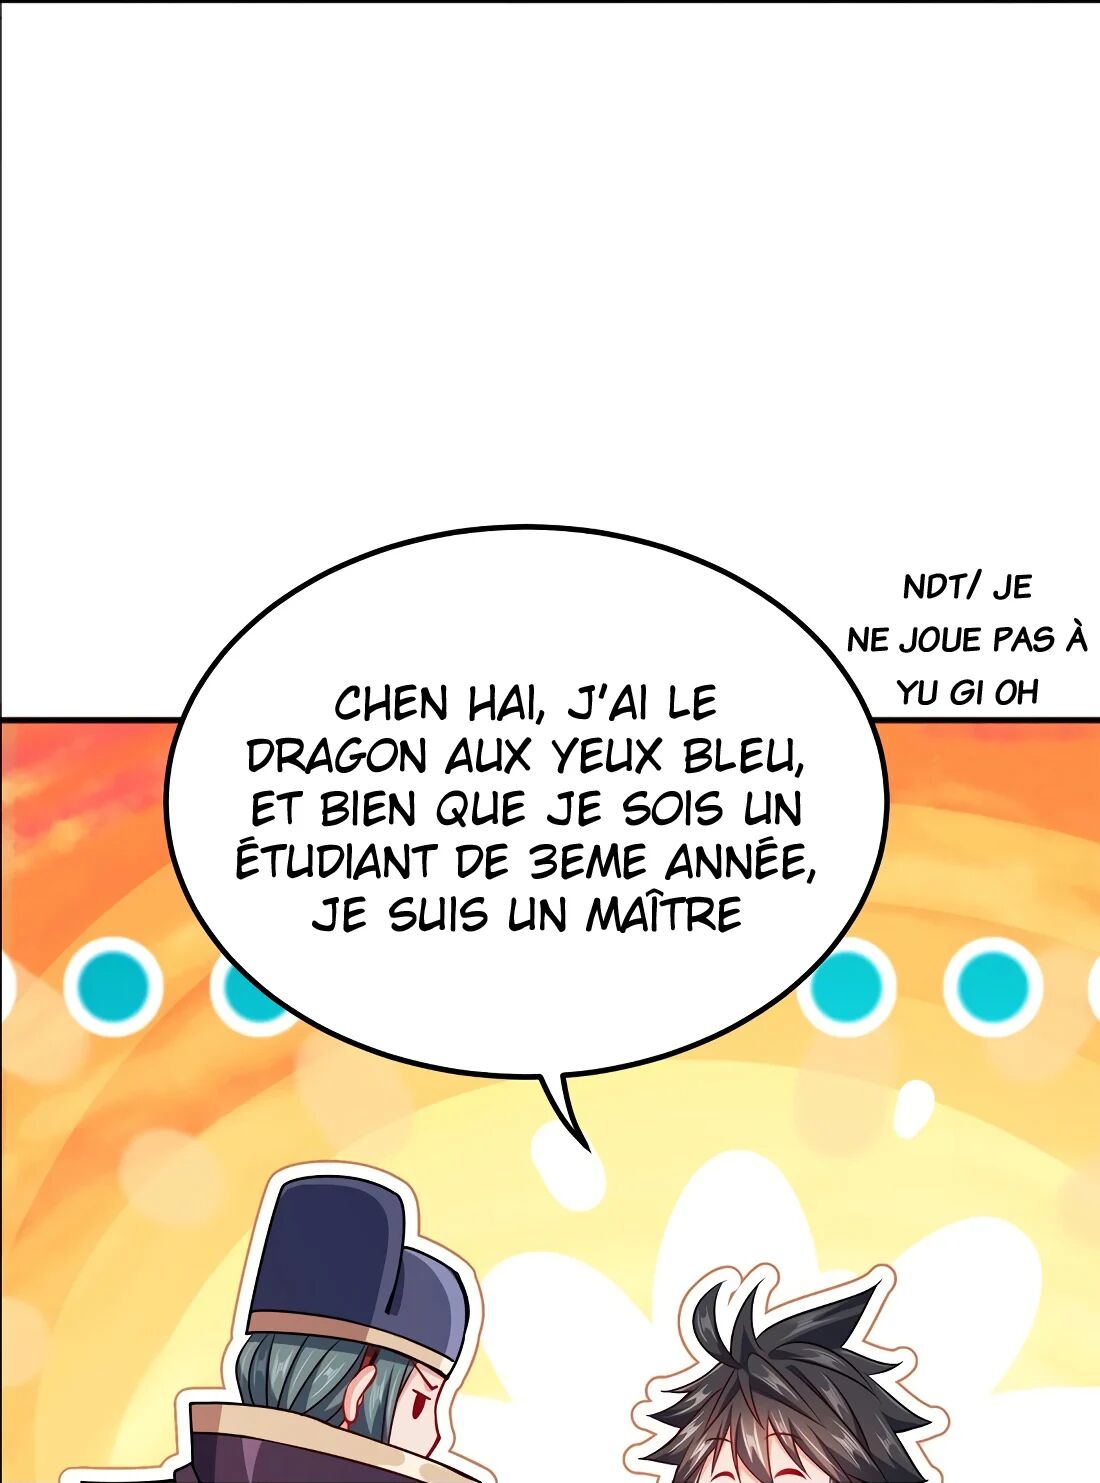 NDT/ JE
NE JOUE PAS À
YU GI OH
CHEN HAI, J'AI LE
DRAGON AUX YEUX BLEU,
ET BIEN QUE JE SOIS UN
ÉTUDIANT DE 3EME ANNÉE,
JE SUIS UN MAÎTRE